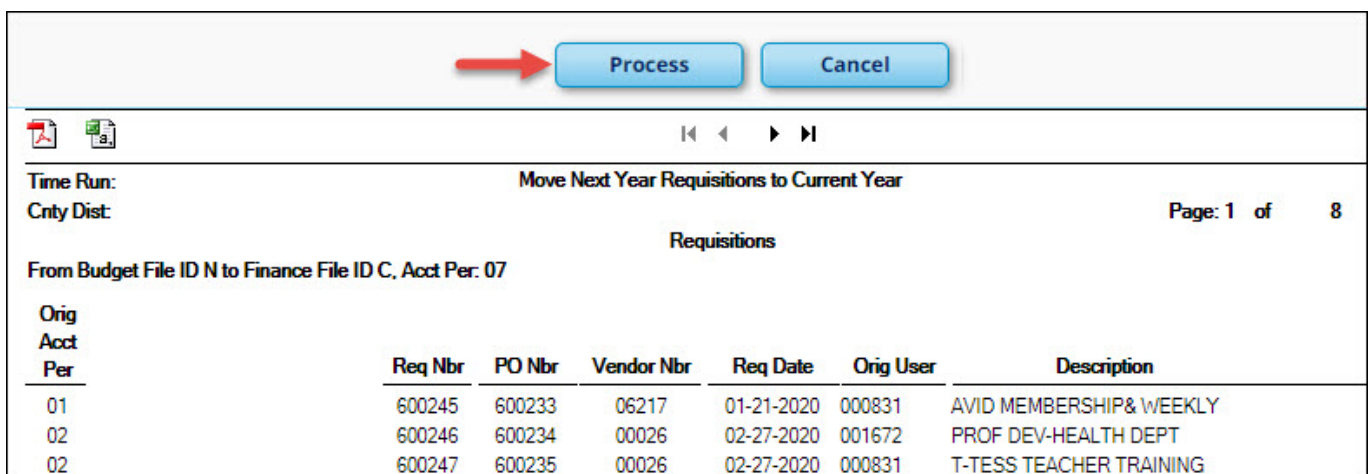 Process Cancel
Time Run: Move Next Year Requisitions to Current Year
Cnty Dist: Page: 1 of 8
Requisitions
From Budget File ID N to Finance File ID C, Acct Per: 07
Orig
Acct
Per Req Nbr PO Nbr Vendor Nbr Req Date Orig User Description
01 600245 600233 06217 01-21-2020 000831 AVID MEMBERSHIP& WEEKLY
02 600246 600234 00026 02-27-2020 001672 PROF DEV-HEALTH DEPT
02 600247 600235 00026 02-27-2020 000831 T-TESS TEACHER TRAINING